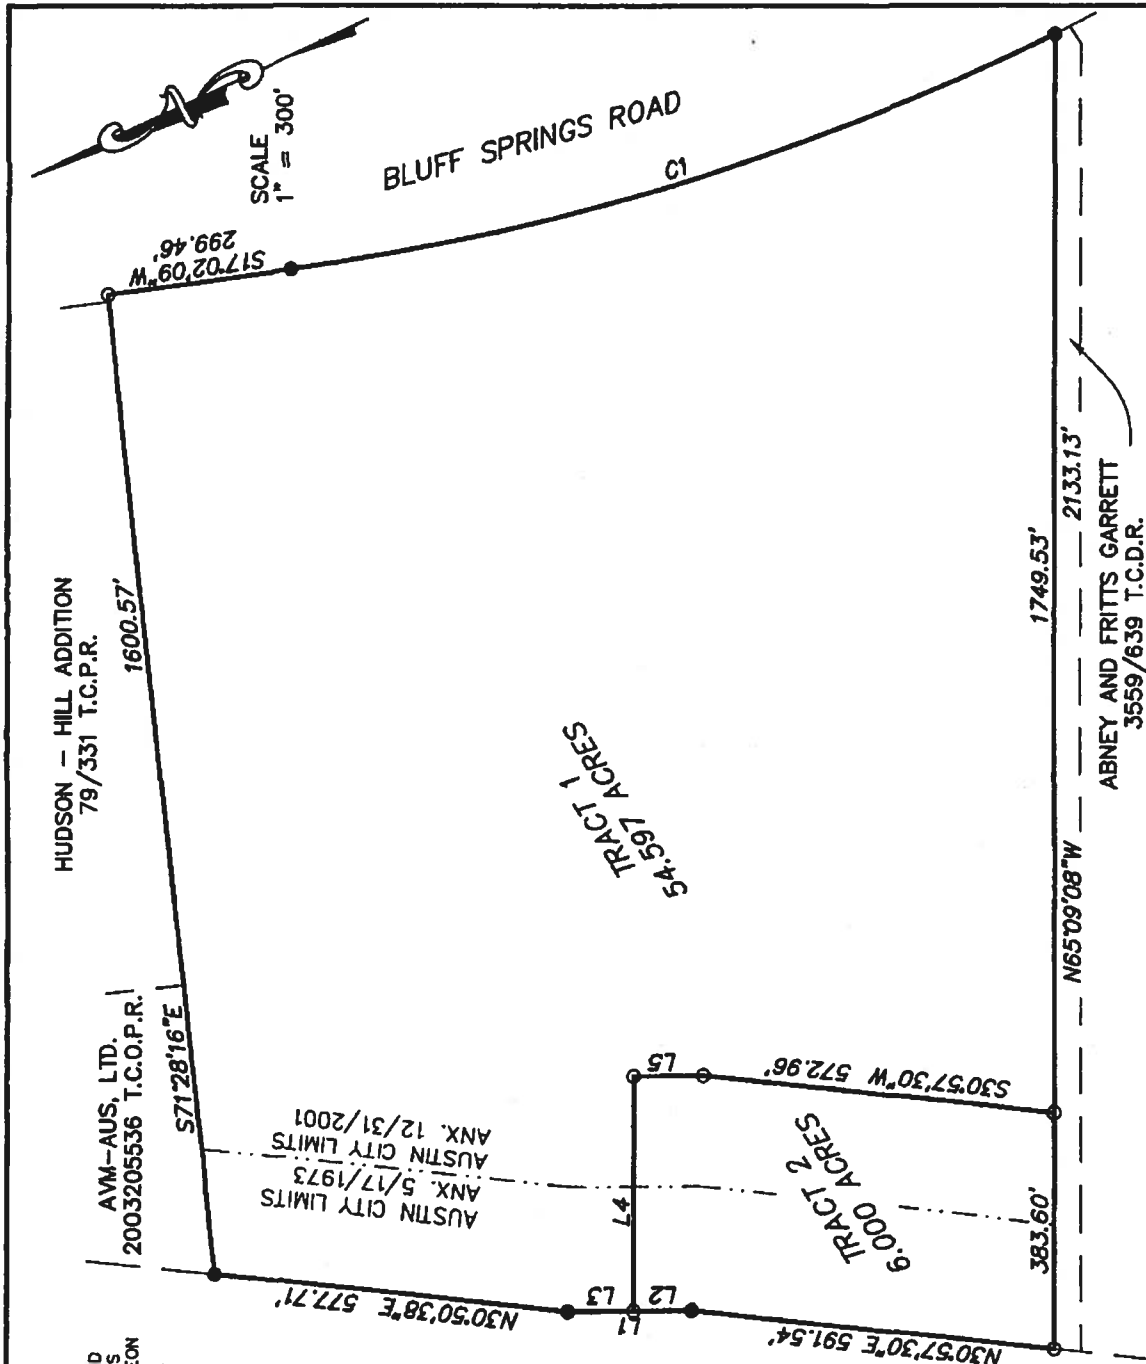 SCALE
1" = 300'
BLUFF SPRINGS ROAD
C1
S17°02'09"W
299.46'
HUDSON – HILL ADDITION
79/331 T.C.P.R.
1600.57'
AVM–AUS, LTD.
2003205536 T.C.O.P.R.
S71°28'16"E
AUSTIN CITY LIMITS
ANX. 12/31/2001
AUSTIN CITY LIMITS
ANX. 5/17/1973
TRACT 1
54.597 ACRES
N30°50'38"E 577.71'
L3
L1
L2
L4
L5
S30°57'30"W 572.96'
TRACT 2
6.000 ACRES
N30°57'30"E 591.54'
383.60'
N65°09'08"W
1749.53'
2133.13'
ABNEY AND FRITTS GARRETT
3559/639 T.C.D.R.